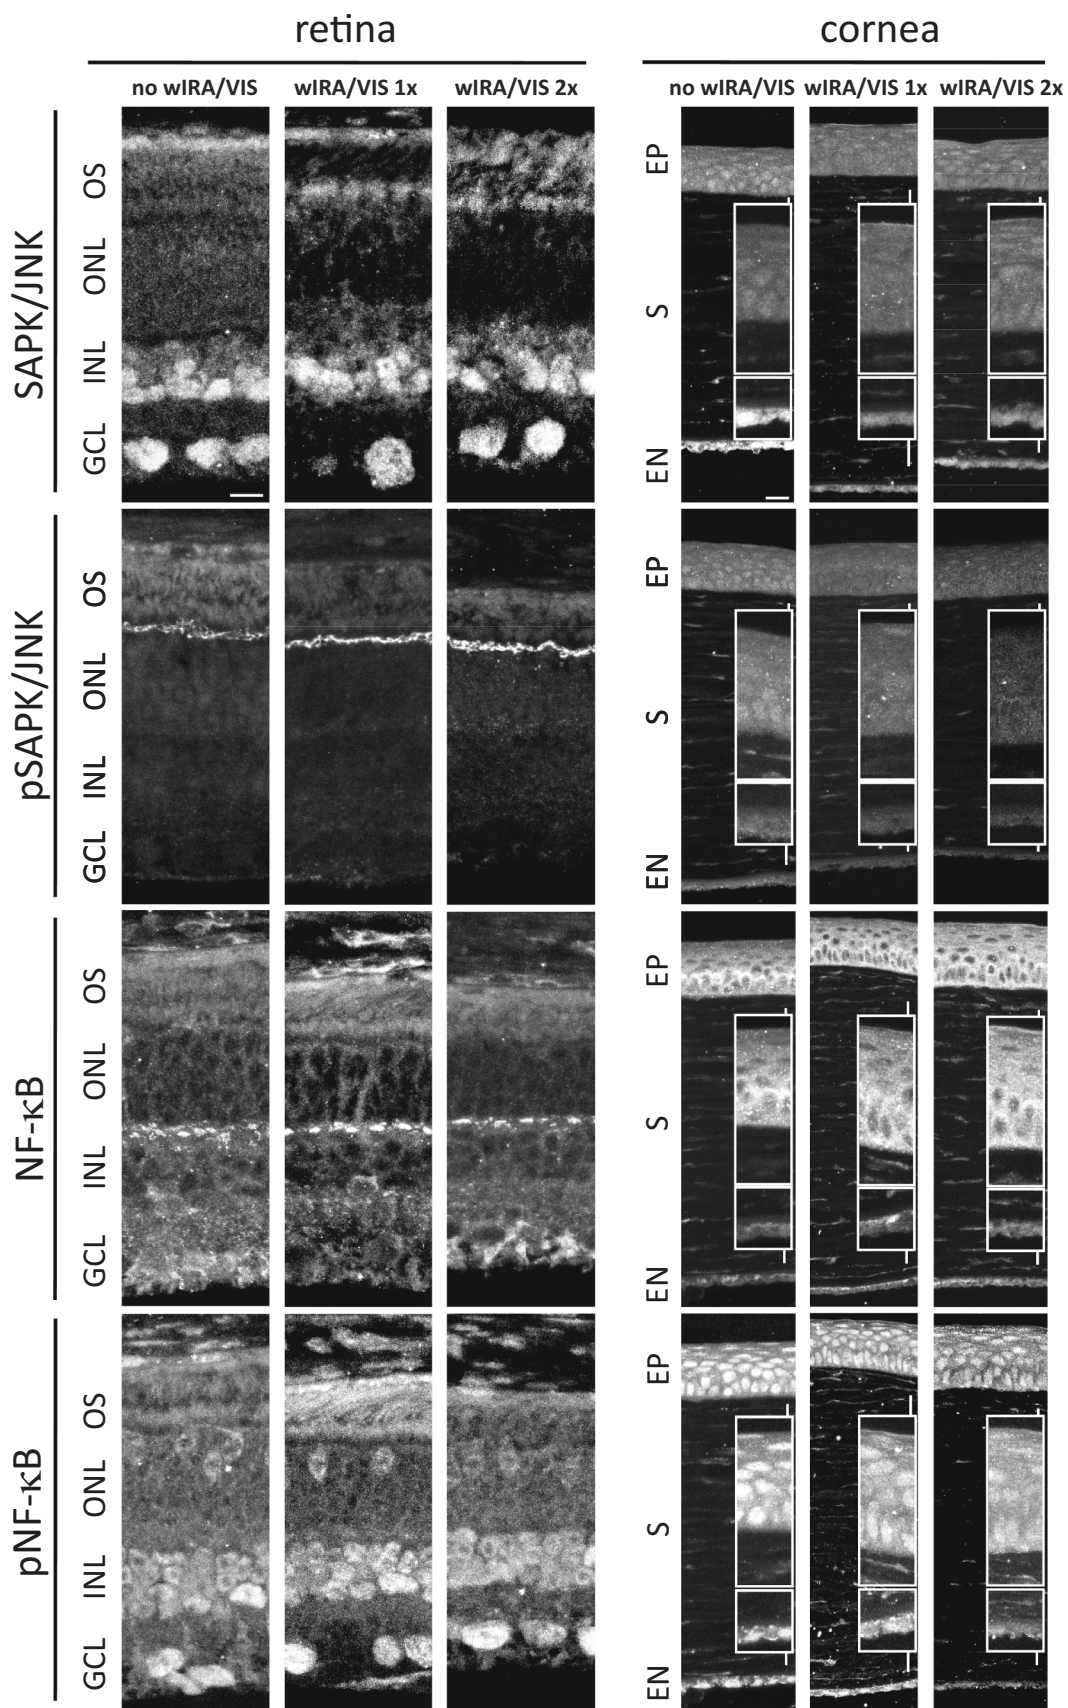 retina
cornea
no wIRA/VIS
wIRA/VIS 1x
wIRA/VIS 2x
no wIRA/VIS
wIRA/VIS 1x
wIRA/VIS 2x
SAPK/JNK
OS
ONL
INL
GCL
EP
S
EN
pSAPK/JNK
OS
ONL
INL
GCL
EP
S
EN
NF-κB
OS
ONL
INL
GCL
EP
S
EN
pNF-κB
OS
ONL
INL
GCL
EP
S
EN